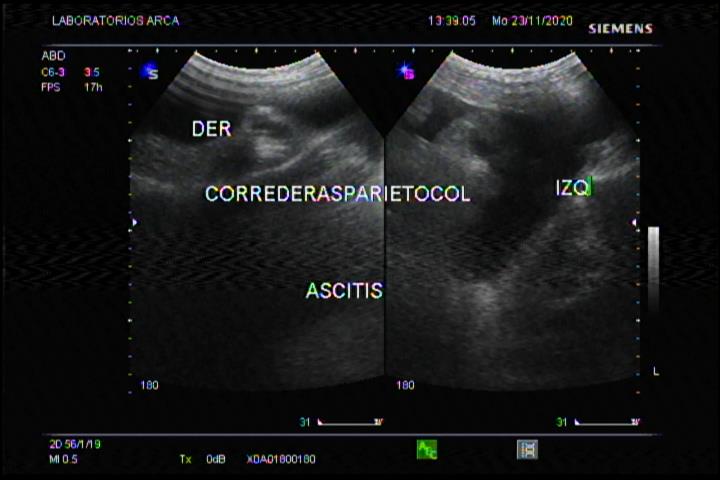 LABORATORIOS ARCA
13:39.05 Mo 23/11/2020
SIEMENS
ABD
C6-3 3.5
FPS 17h
S
S
DER
IZQ
CORREDERASPARIETOCOL
ASCITIS
180
180
L
31
31
2D 56/1/19
MI 0.5
Tx 0dB XDA01800180